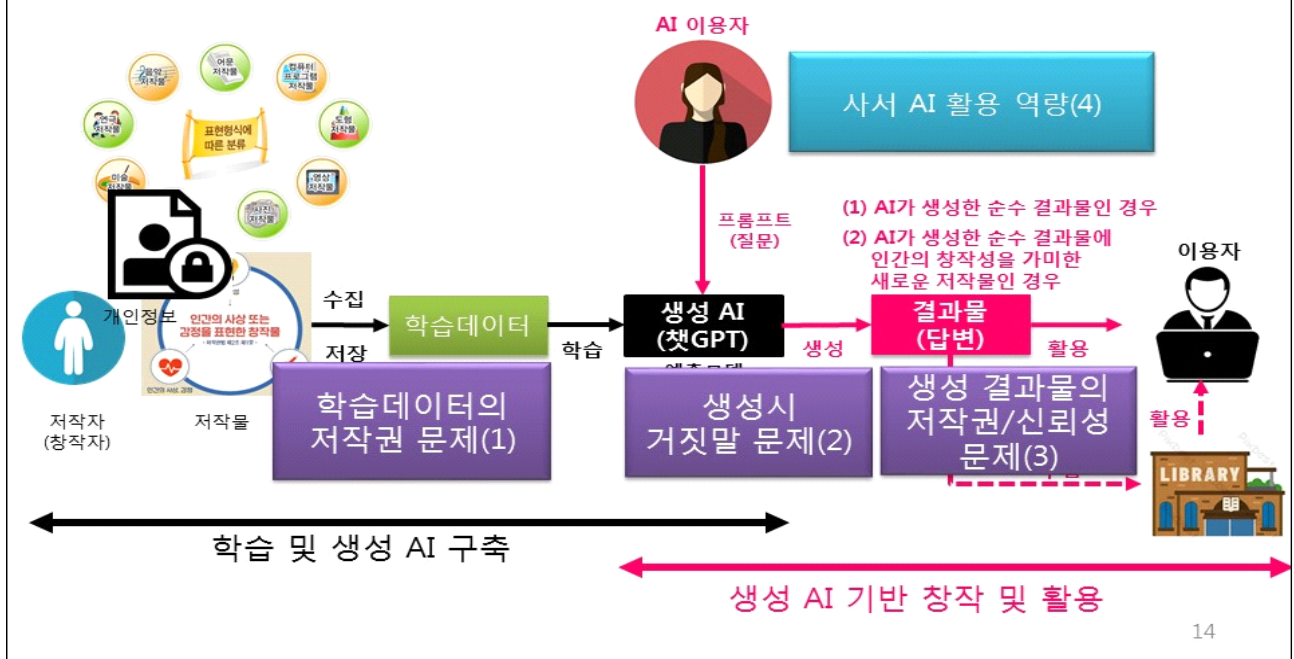 AI 이용자
사서 AI 활용 역량(4)
음악
저작물
어문
저작물
컴퓨터
프로그램
저작물
연극
저작물
표현형식에
따른 분류
도형
저작물
미술
저작물
영상
저작물
사진
저작물
프롬프트
(질문)
(1) AI가 생성한 순수 결과물인 경우
(2) AI가 생성한 순수 결과물에
인간의 창작성을 가미한
새로운 저작물인 경우
이용자
개인정보
인간의 사상 또는
감정을 표현한 창작물
인간의 사상, 감정
저작자
(창작자)
저작물
수집
저장
학습데이터
학습
생성 AI
(챗GPT)
생성
결과물
(답변)
활용
학습데이터의
저작권 문제(1)
생성시
거짓말 문제(2)
생성 결과물의
저작권/신뢰성
문제(3)
활용
LIBRARY
학습 및 생성 AI 구축
생성 AI 기반 창작 및 활용
14